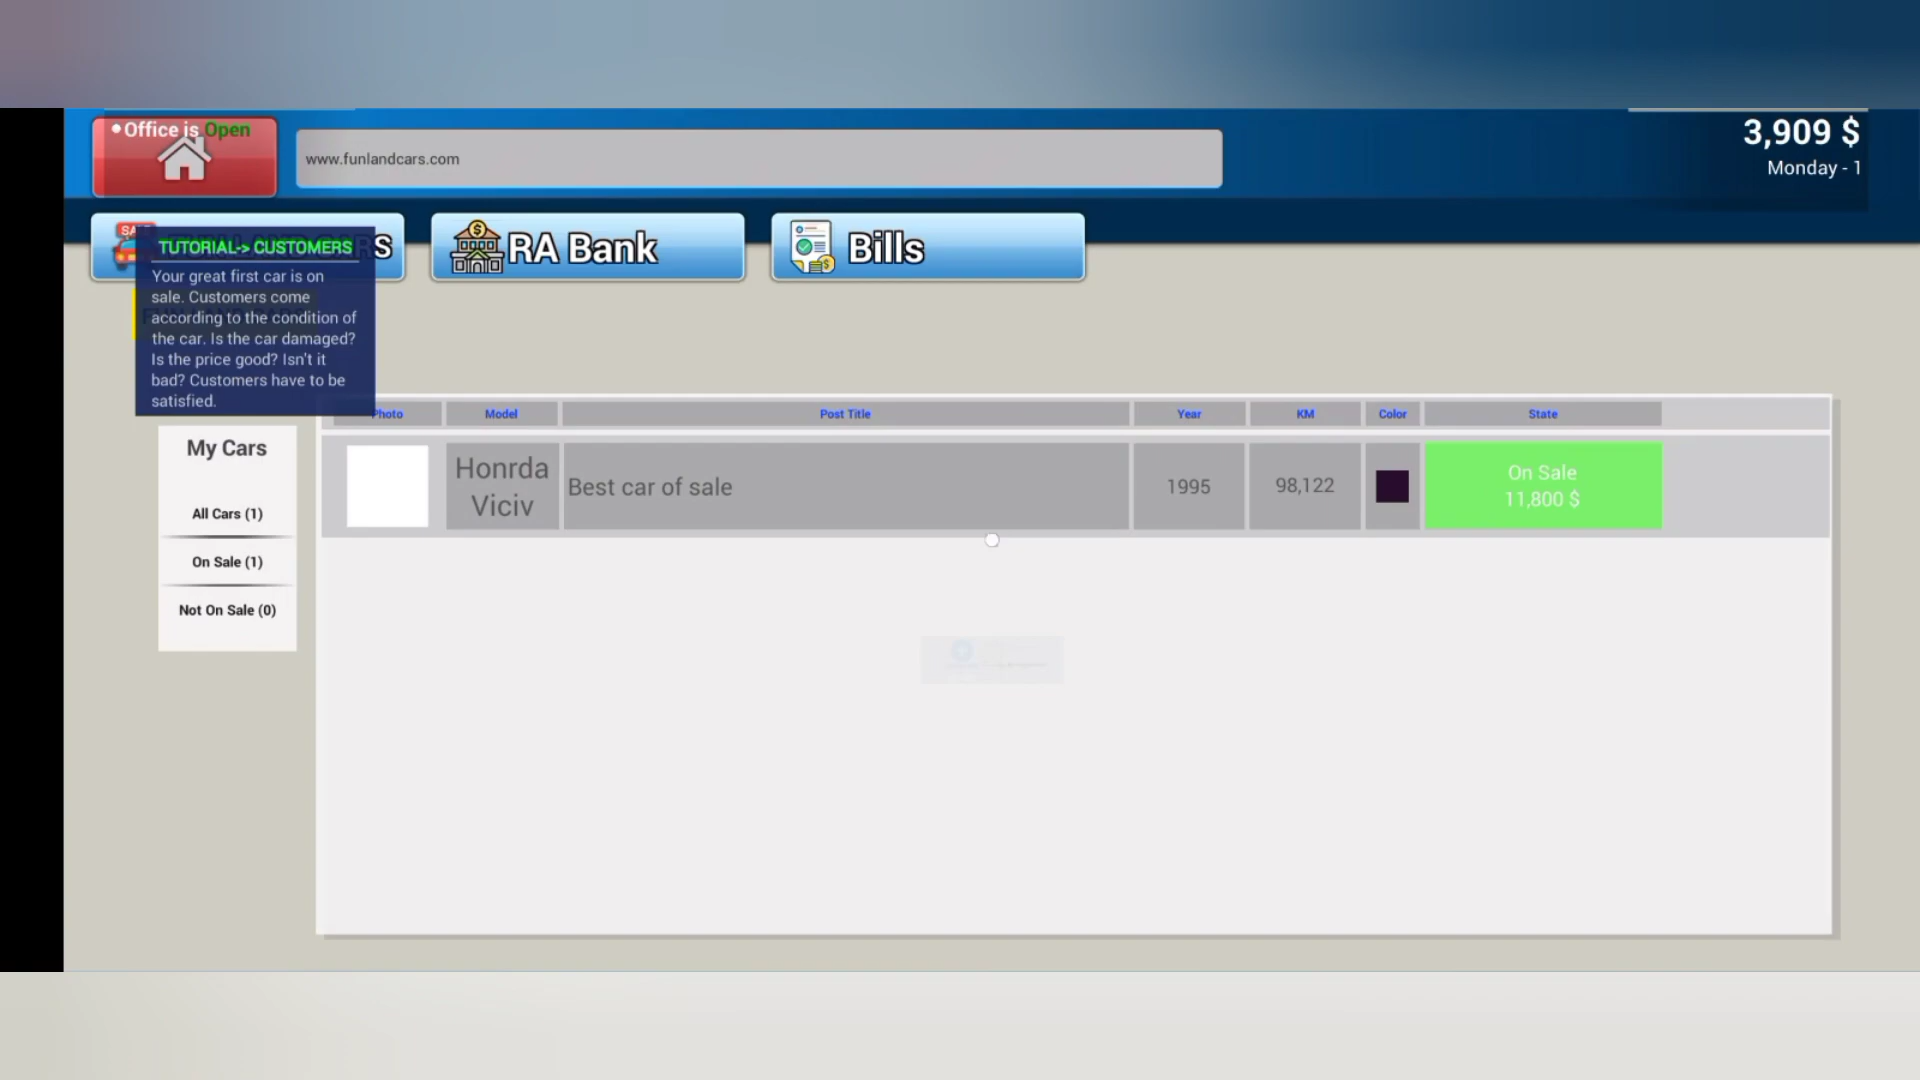 Office is Open
www.funlandcars.com
3,909 $
Monday - 1
SA
S
RA Bank
Bills
TUTORIAL-> CUSTOMERS
Your great first car is on
sale. Customers come
according to the condition of
the car. Is the car damaged?
Is the price good? Isn't it
bad? Customers have to be
satisfied.
Photo Model Post Title Year KM Color State
My Cars
All Cars (1)
On Sale (1)
Not On Sale (0)
Honrda
Viciv
Best car of sale
1995
98,122
On Sale
11,800 $